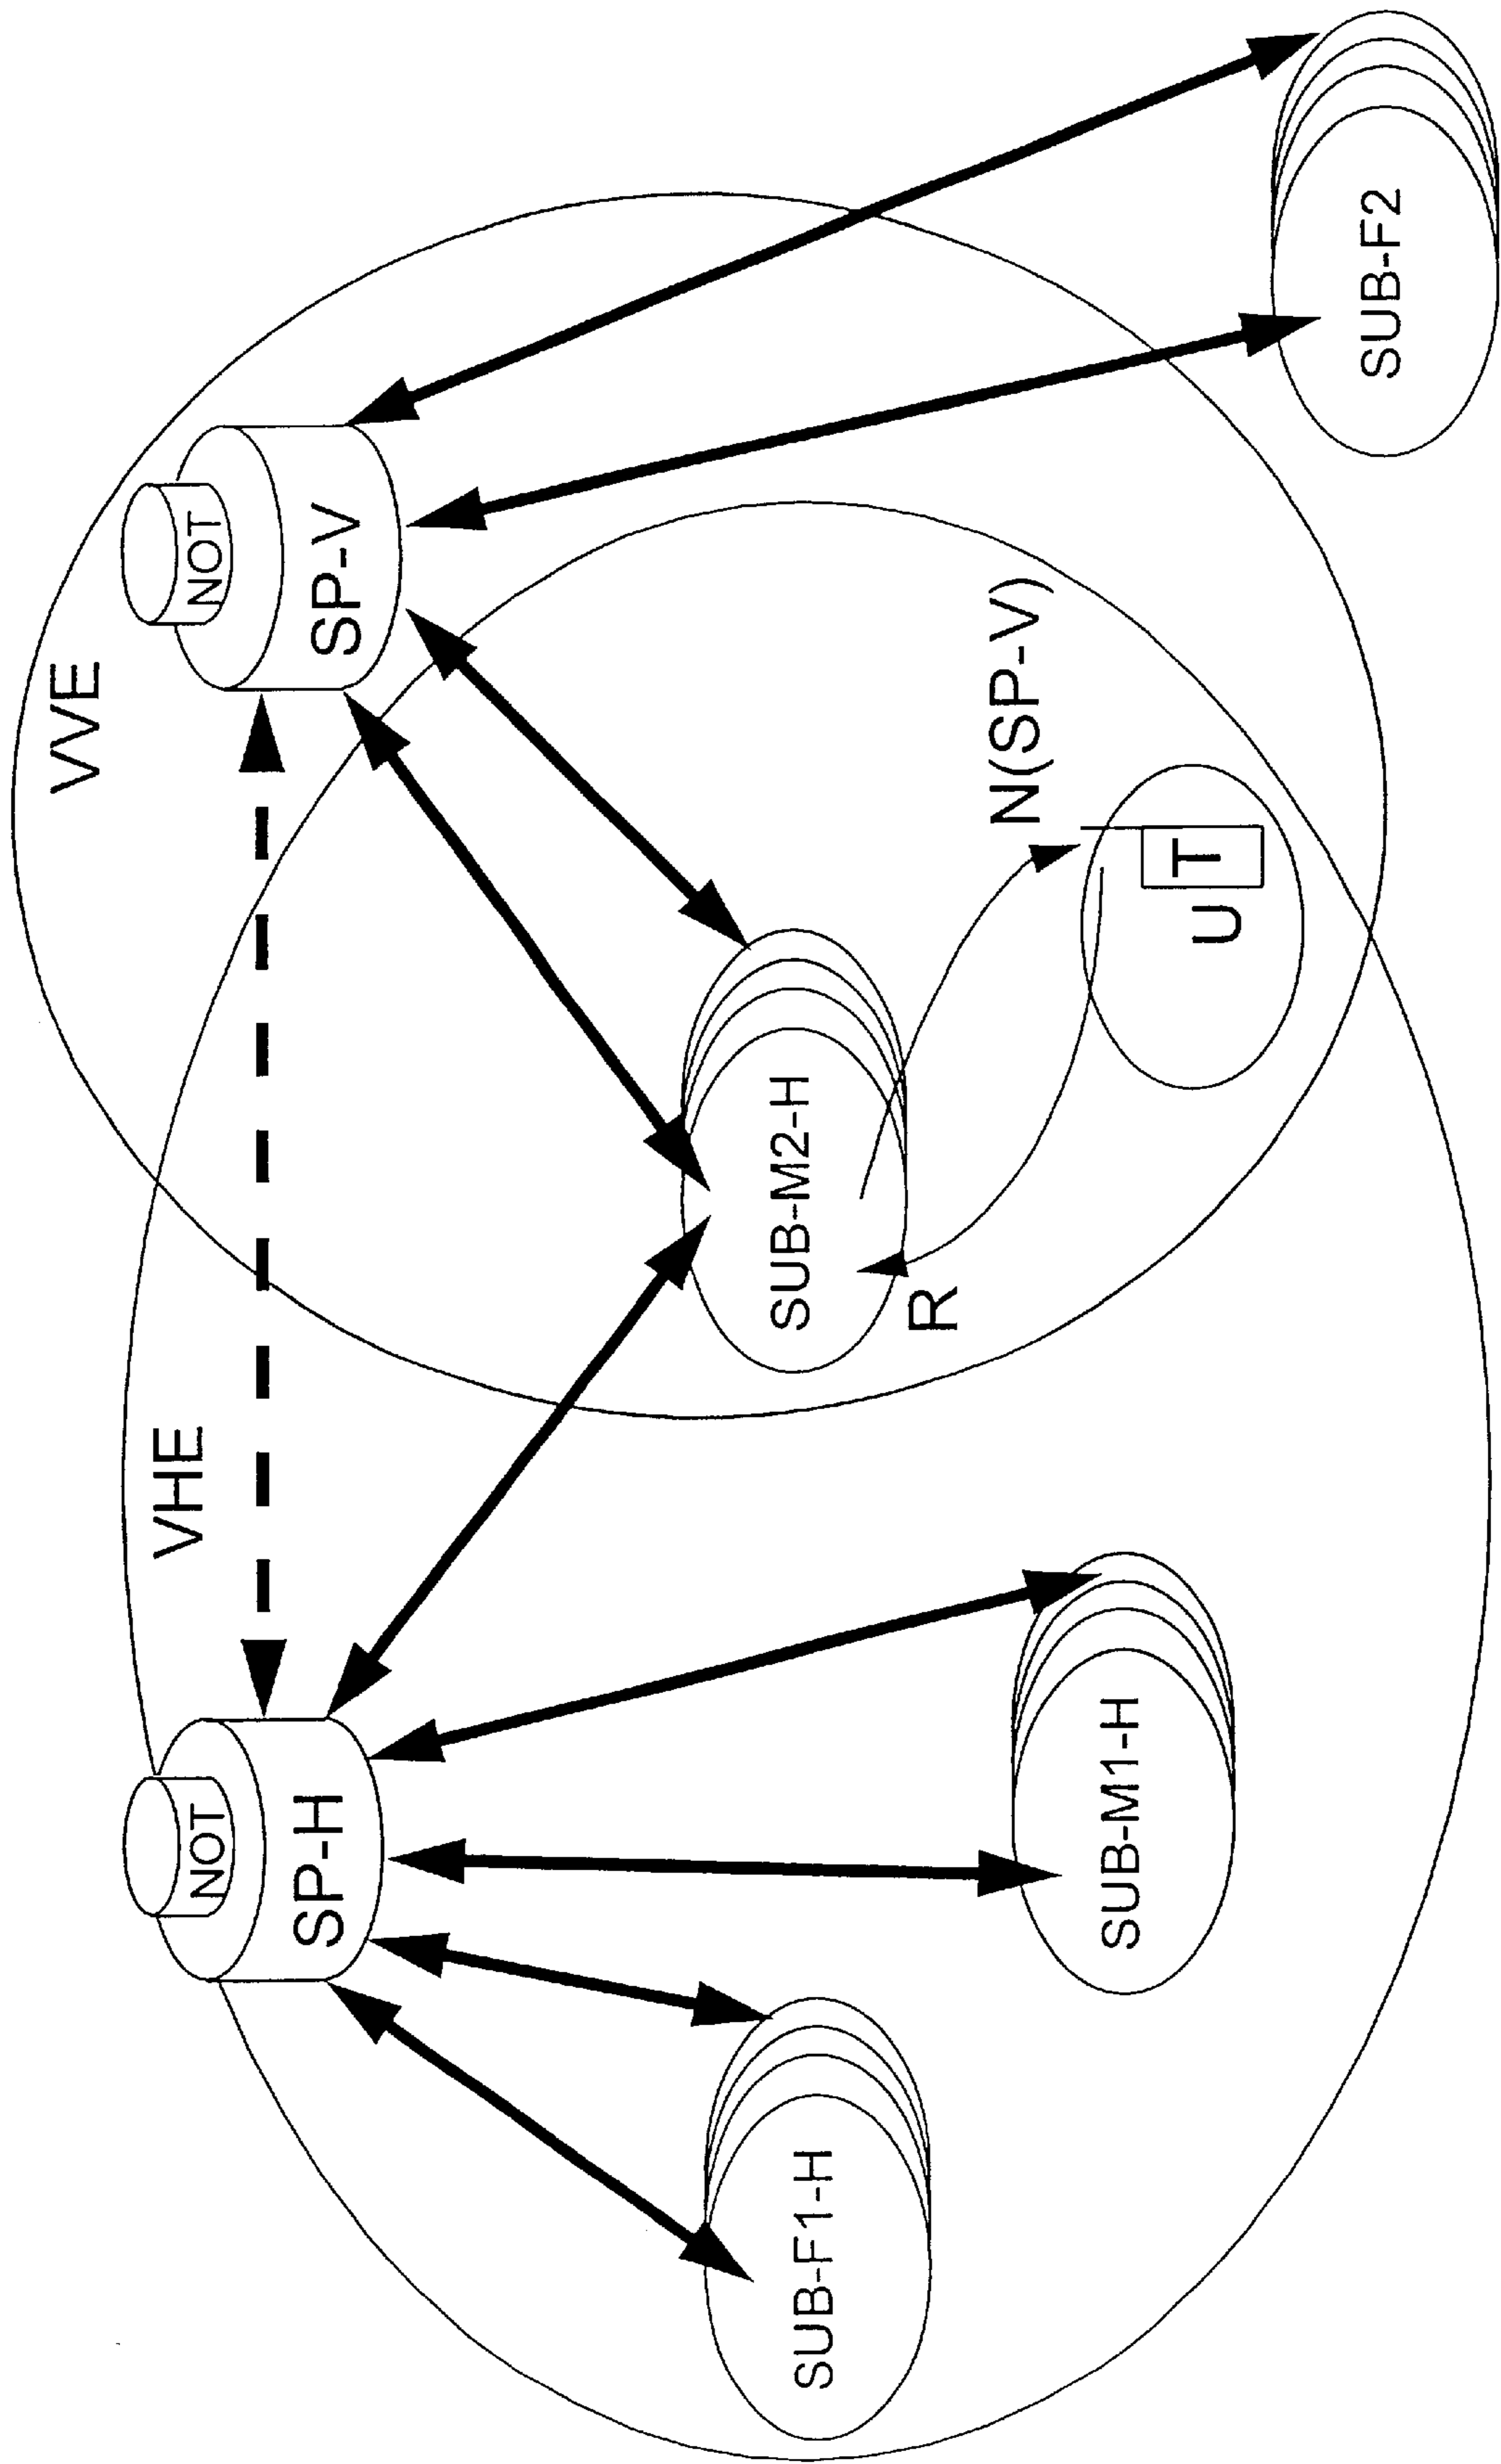 VVE
VHE
NOT
SP-H
NOT
SP-V
SUB-F1-H
SUB-M1-H
SUB-M2-H
R
N(SP-V)
U
T
SUB-F2